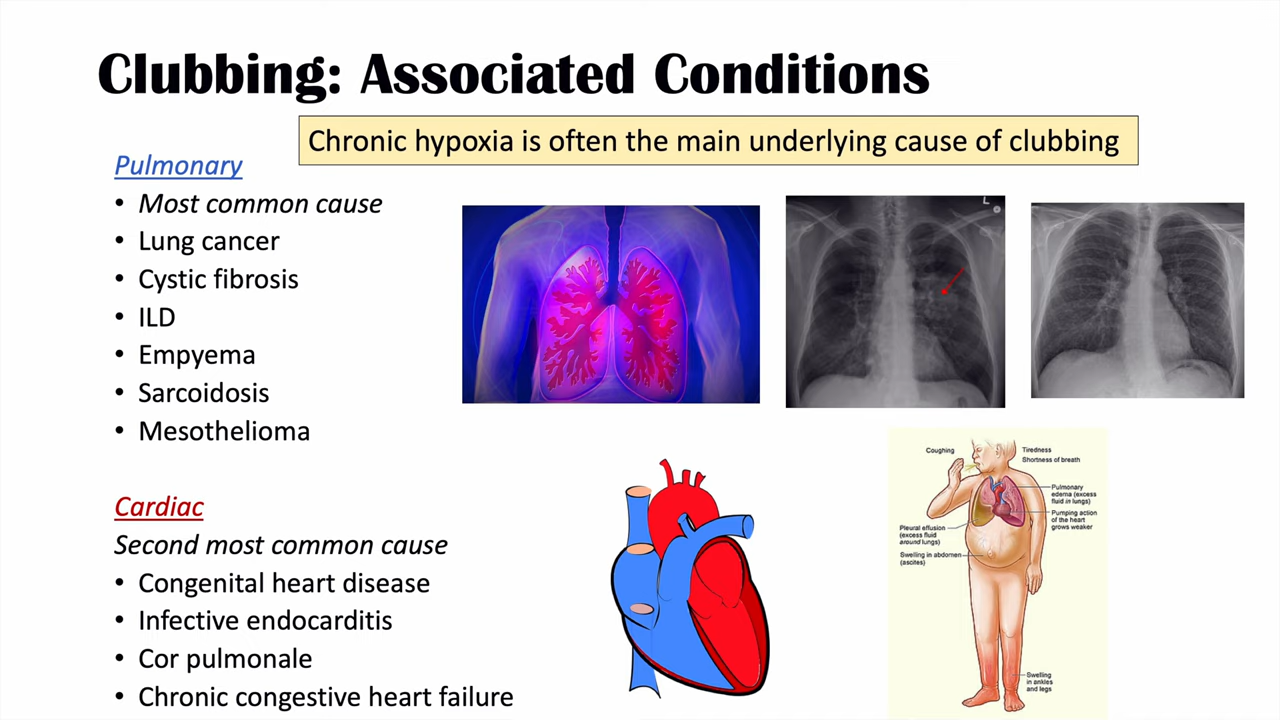 Clubbing: Associated Conditions
Chronic hypoxia is often the main underlying cause of clubbing
Pulmonary
• Most common cause
• Lung cancer
• Cystic fibrosis
• ILD
• Empyema
• Sarcoidosis
• Mesothelioma
L
Cardiac
Second most common cause
• Congenital heart disease
• Infective endocarditis
• Cor pulmonale
• Chronic congestive heart failure
Coughing
Tiredness
Shortness of breath
Pulmonary
edema (excess
fluid in lungs)
Pumping action
of the heart
grows weaker
Pleural effusion
(excess fluid
around lungs)
Swelling in abdomen
(ascites)
Swelling
in ankles
and legs